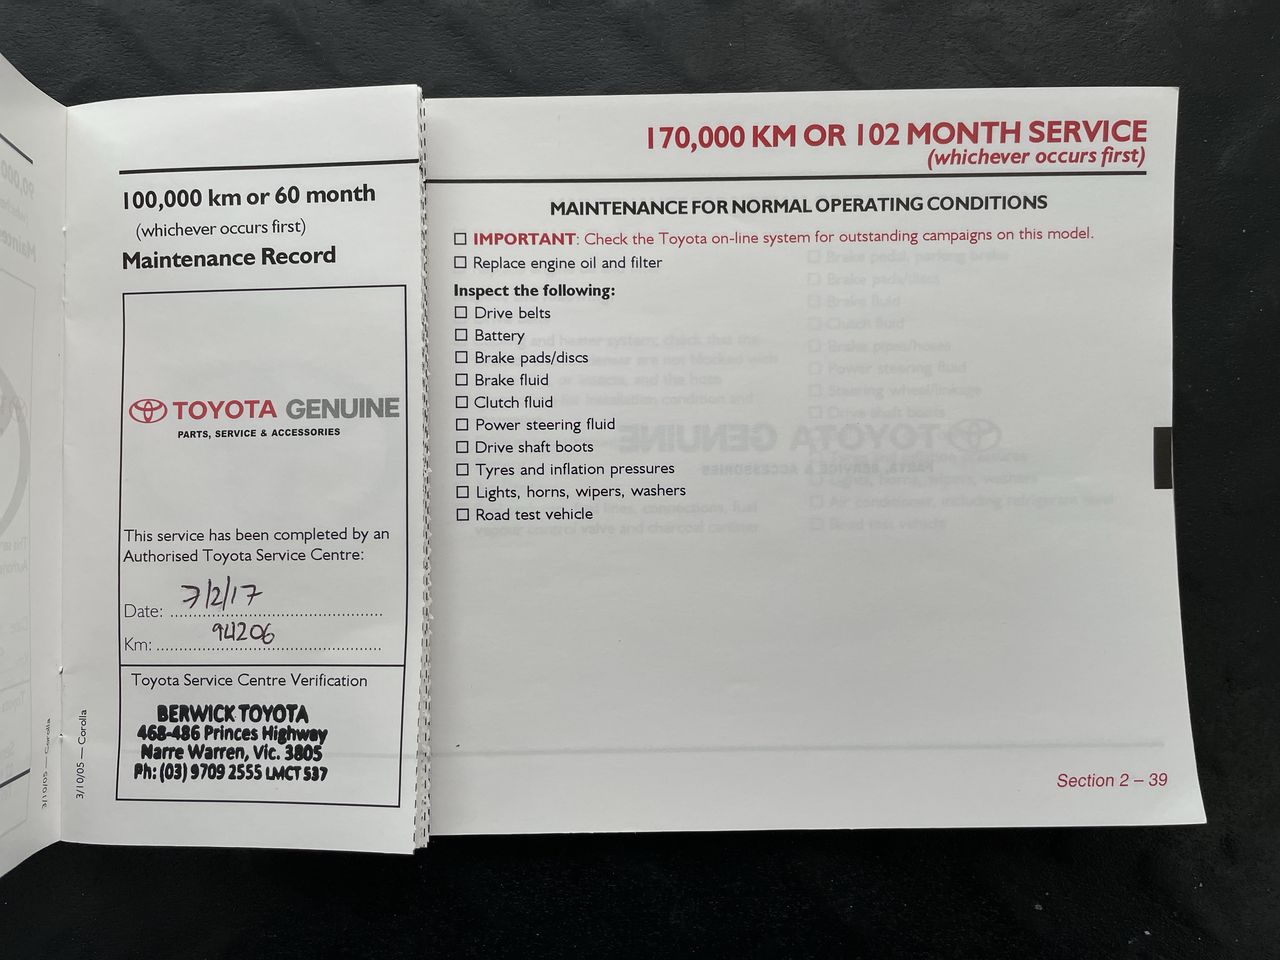 100,000 km or 60 month
(whichever occurs first)
Maintenance Record
TOYOTA GENUINE
PARTS, SERVICE & ACCESSORIES
This service has been completed by an
Authorised Toyota Service Centre:
Date: 7/2/17
Km: 94206
Toyota Service Centre Verification
BERWICK TOYOTA
468-486 Princes Highway
Narre Warren, Vic. 3805
Ph: (03) 9709 2555 LMCT 537
3/10/05 — Corolla
3/10/05 — Corolla
170,000 KM OR 102 MONTH SERVICE
(whichever occurs first)
MAINTENANCE FOR NORMAL OPERATING CONDITIONS
☐ IMPORTANT: Check the Toyota on-line system for outstanding campaigns on this model.
☐ Replace engine oil and filter
Inspect the following:
☐ Drive belts
☐ Battery
☐ Brake pads/discs
☐ Brake fluid
☐ Clutch fluid
☐ Power steering fluid
☐ Drive shaft boots
☐ Tyres and inflation pressures
☐ Lights, horns, wipers, washers
☐ Road test vehicle
Section 2 – 39